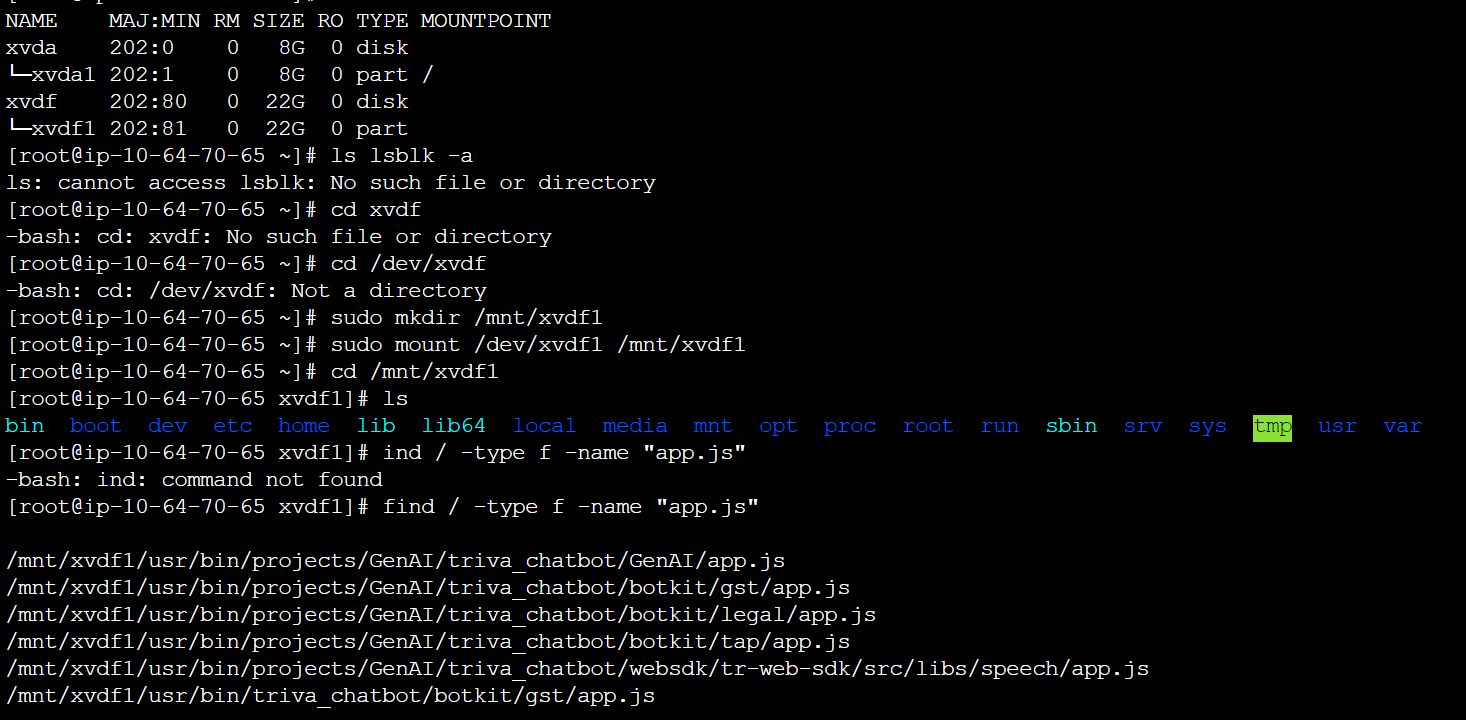 NAME    MAJ:MIN RM SIZE RO TYPE MOUNTPOINT
xvda    202:0    0   8G  0 disk
└─xvda1 202:1    0   8G  0 part /
xvdf    202:80   0  22G  0 disk
└─xvdf1 202:81   0  22G  0 part
[root@ip-10-64-70-65 ~]# ls lsblk -a
ls: cannot access lsblk: No such file or directory
[root@ip-10-64-70-65 ~]# cd xvdf
-bash: cd: xvdf: No such file or directory
[root@ip-10-64-70-65 ~]# cd /dev/xvdf
-bash: cd: /dev/xvdf: Not a directory
[root@ip-10-64-70-65 ~]# sudo mkdir /mnt/xvdf1
[root@ip-10-64-70-65 ~]# sudo mount /dev/xvdf1 /mnt/xvdf1
[root@ip-10-64-70-65 ~]# cd /mnt/xvdf1
[root@ip-10-64-70-65 xvdf1]# ls
bin  boot  dev  etc  home  lib  lib64  local  media  mnt  opt  proc  root  run  sbin  srv  sys  tmp  usr  var
[root@ip-10-64-70-65 xvdf1]# ind / -type f -name "app.js"
-bash: ind: command not found
[root@ip-10-64-70-65 xvdf1]# find / -type f -name "app.js"
/mnt/xvdf1/usr/bin/projects/GenAI/triva_chatbot/GenAI/app.js
/mnt/xvdf1/usr/bin/projects/GenAI/triva_chatbot/botkit/gst/app.js
/mnt/xvdf1/usr/bin/projects/GenAI/triva_chatbot/botkit/legal/app.js
/mnt/xvdf1/usr/bin/projects/GenAI/triva_chatbot/botkit/tap/app.js
/mnt/xvdf1/usr/bin/projects/GenAI/triva_chatbot/websdk/tr-web-sdk/src/libs/speech/app.js
/mnt/xvdf1/usr/bin/triva_chatbot/botkit/gst/app.js